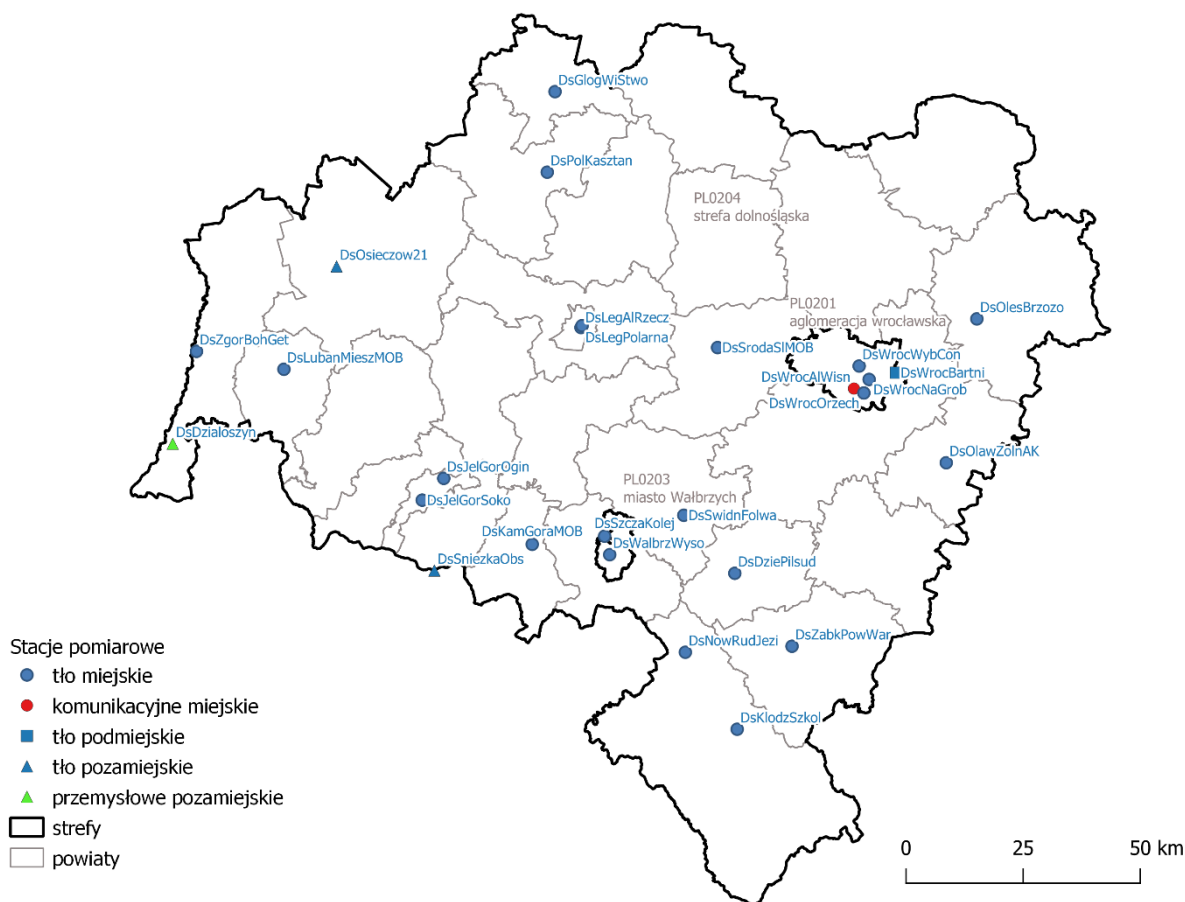 DsGlogWiStwo
DsPolKasztan
PL0204
strefa dolnośląska
DsOsieczow21
PL0201
aglomeracja wrocławska
DsOlesBrzozo
DsLegAlRzecz
DsLegPolarna
DsZgorBohGet
DsLubanMieszMOB
DsSrodaSlMOB
DsWrocWybCon
DsWrocBartni
DsWrocAlWisn
DsWrocNaGrob
DsWrocOrzech
DsDzialoszyn
DsOlawZolnAK
DsJelGorOgin
DsJelGorSoko
PL0203
miasto Wałbrzych
DsSwidnFolwa
DsSzczaKolej
DsKamGoraMOB
DsWalbrzWyso
DsSniezkaObs
DsDziePilsud
DsNowRudJezi
DsZabkPowWar
DsKlodzSzkol
Stacje pomiarowe
tło miejskie
komunikacyjne miejskie
tło podmiejskie
tło pozamiejskie
przemysłowe pozamiejskie
strefy
powiaty
0 25 50 km